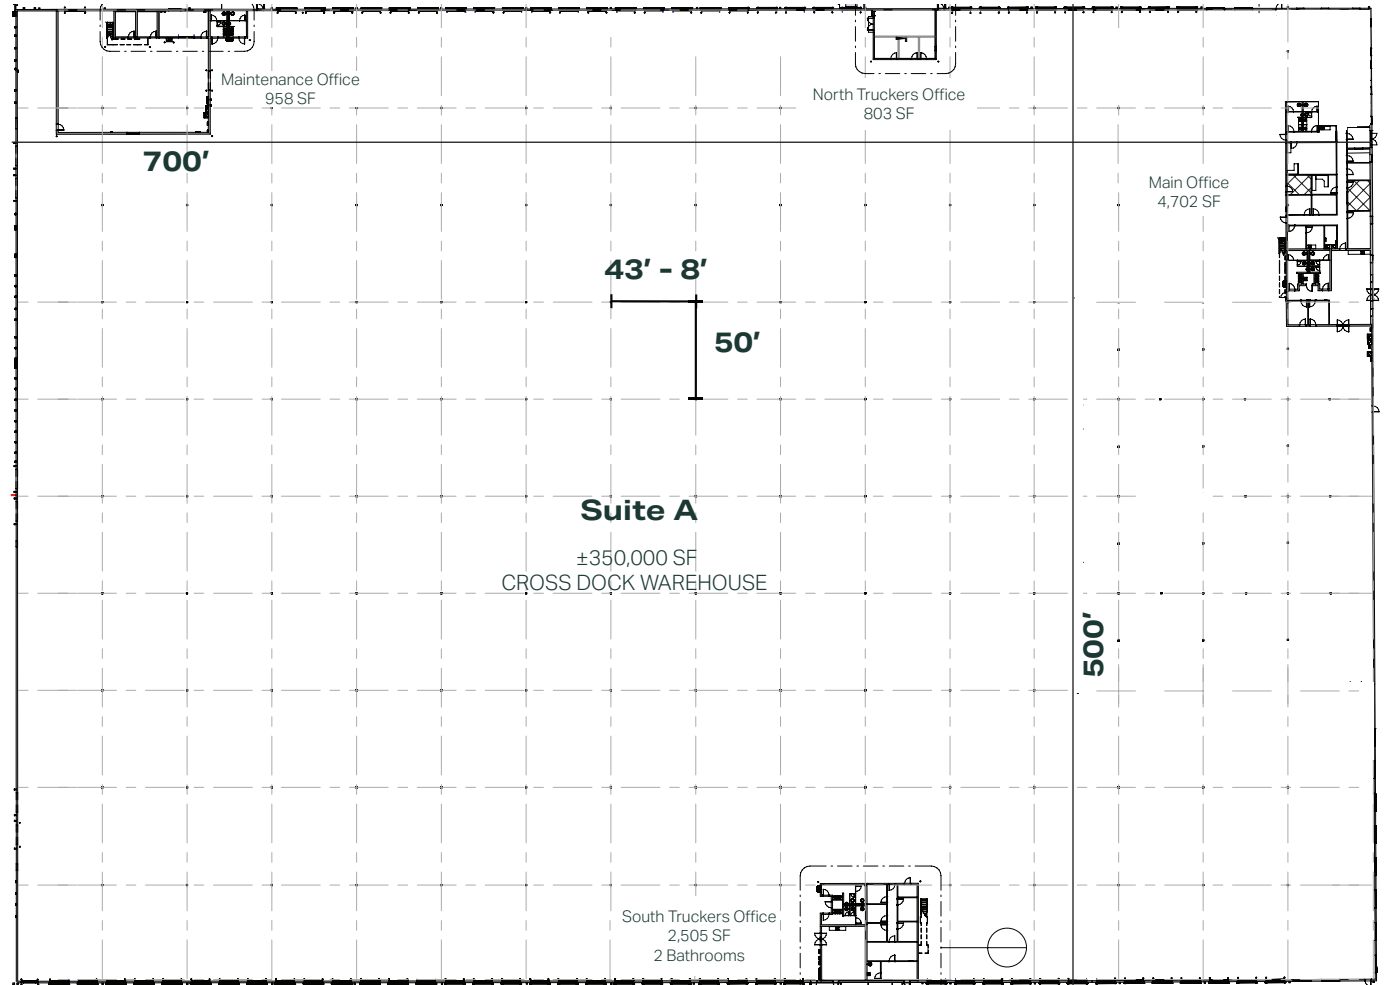 Maintenance Office
958 SF
North Truckers Office
803 SF
700′
Main Office
4,702 SF
43′ - 8′
50′
Suite A
±350,000 SF
CROSS DOCK WAREHOUSE
500′
South Truckers Office
2,505 SF
2 Bathrooms